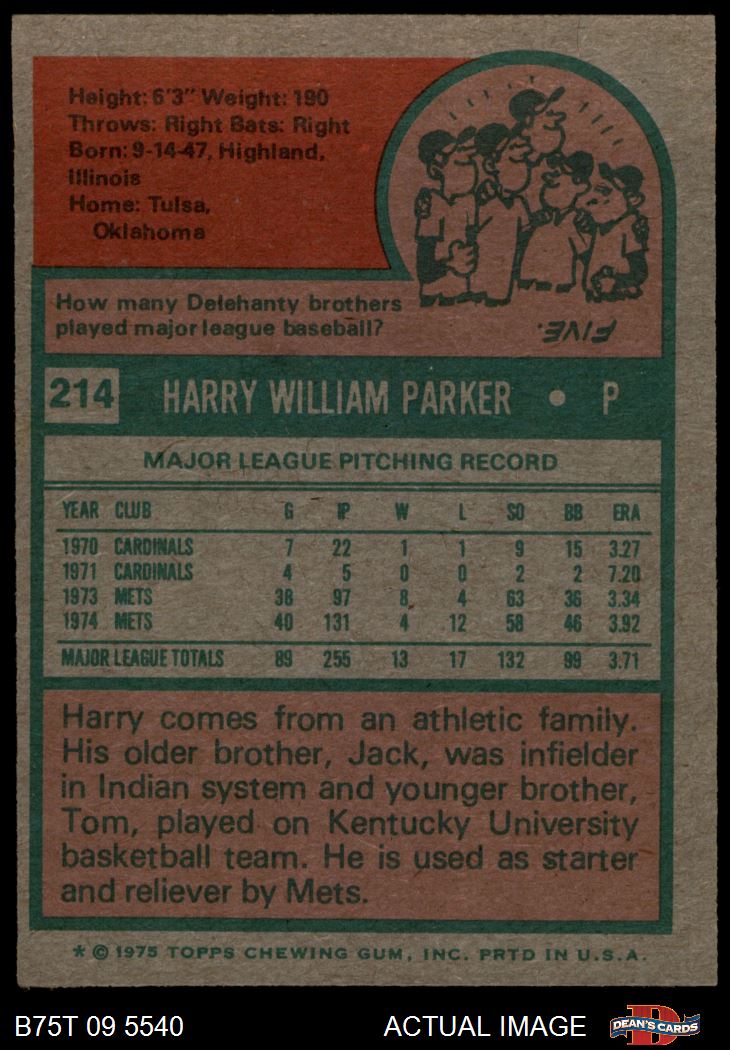 Height: 6'3" Weight: 190
Throws: Right Bats: Right
Born: 9-14-47, Highland,
Illinois
Home: Tulsa,
Oklahoma
How many Delehanty brothers
played major league baseball?
FIVE.
214 HARRY WILLIAM PARKER • P
MAJOR LEAGUE PITCHING RECORD
YEAR CLUB G IP W L SO BB ERA
1970 CARDINALS 7 22 1 1 9 15 3.27
1971 CARDINALS 4 5 0 0 2 2 7.20
1973 METS 38 97 8 4 63 36 3.34
1974 METS 40 131 4 12 58 46 3.92
MAJOR LEAGUE TOTALS 89 255 13 17 132 99 3.71
Harry comes from an athletic family.
His older brother, Jack, was infielder
in Indian system and younger brother,
Tom, played on Kentucky University
basketball team. He is used as starter
and reliever by Mets.
* © 1975 TOPPS CHEWING GUM, INC. PRTD IN U.S.A.
B75T 09 5540 ACTUAL IMAGE D DEAN'S CARDS